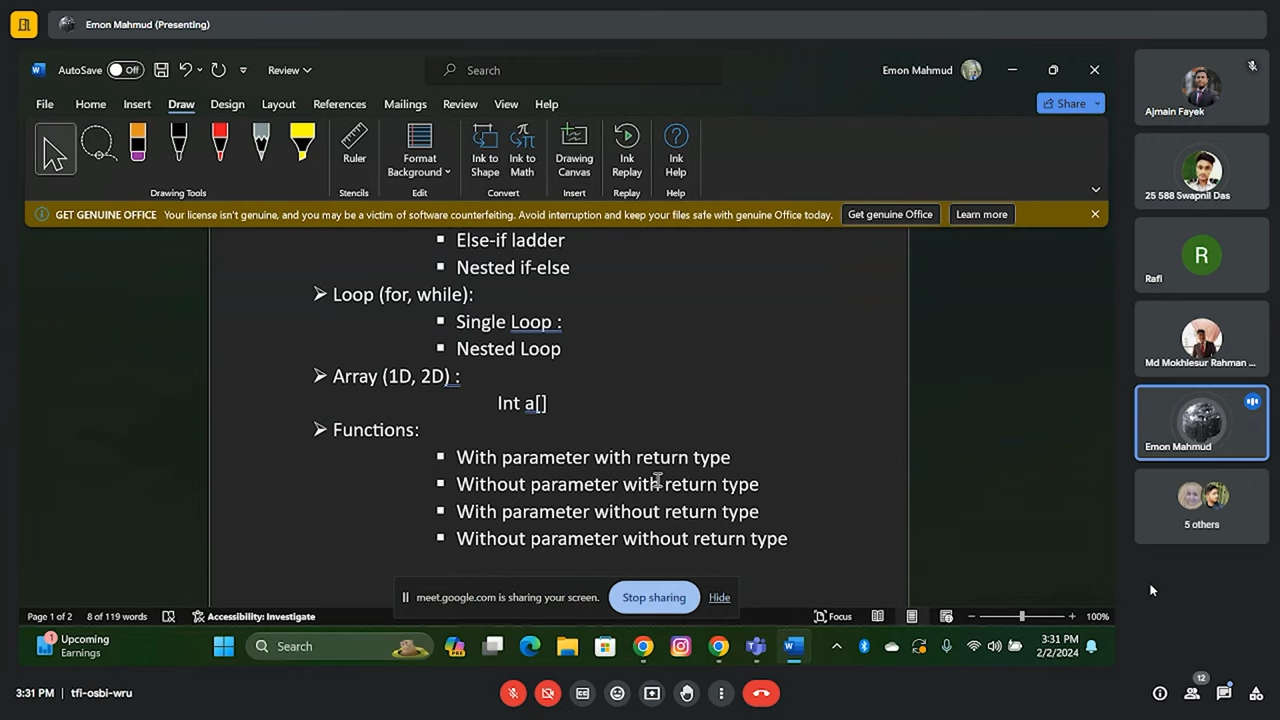 Emon Mahmud (Presenting)
AutoSave Off Review Search Emon Mahmud
File Home Insert Draw Design Layout References Mailings Review View Help Share
Ruler Format Background Ink to Shape Ink to Math Drawing Canvas Ink Replay Ink Help
Drawing Tools Stencils Edit Convert Insert Replay Help
GET GENUINE OFFICE Your license isn't genuine, and you may be a victim of software counterfeiting. Avoid interruption and keep your files safe with genuine Office today. Get genuine Office Learn more
▪ Else-if ladder
▪ Nested if-else
➢ Loop (for, while):
▪ Single Loop :
▪ Nested Loop
➢ Array (1D, 2D) :
Int a[]
➢ Functions:
▪ With parameter with return type
▪ Without parameter with return type
▪ With parameter without return type
▪ Without parameter without return type
meet.google.com is sharing your screen. Stop sharing Hide
Page 1 of 2 8 of 119 words Accessibility: Investigate Focus 100%
1 Upcoming
Earnings
Search
PRE
3:31 PM
2/2/2024
Ajmain Fayek
25 588 Swapnil Das
R
Rafi
Md Mokhlesur Rahman ...
Emon Mahmud
5 others
3:31 PM | tfi-osbi-wru
12